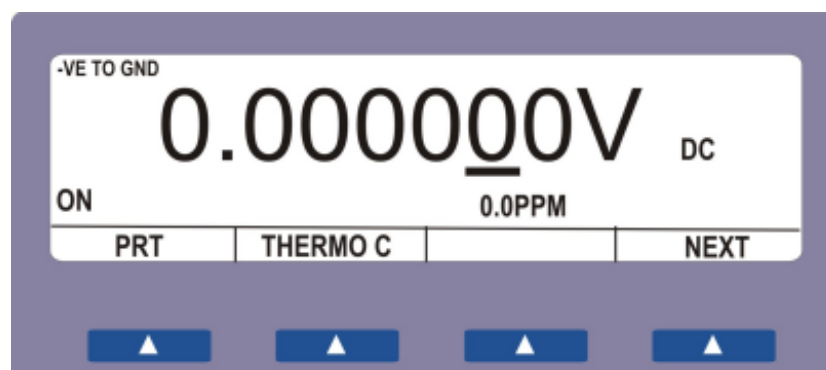 -VE TO GND
0.000000V DC
ON 0.0PPM
PRT THERMO C NEXT